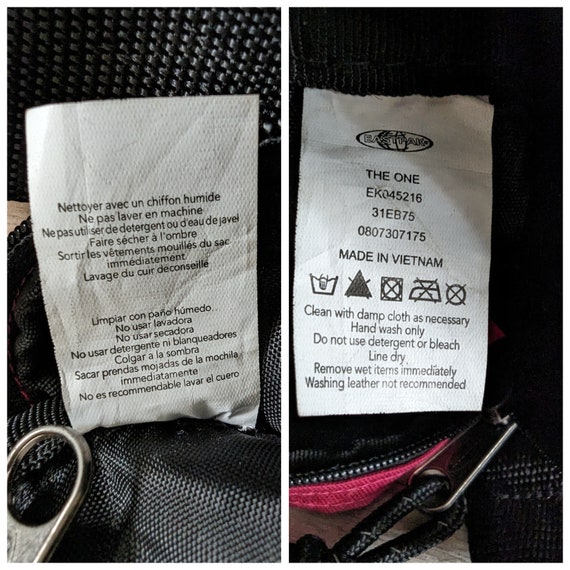 Nettoyer avec un chiffon humide
Ne pas laver en machine
Ne pas utiliser de detergent ou d'eau de javel
Faire sécher à l'ombre
Sortir les vêtements mouillés du sac
immédiatement
Lavage du cuir deconseillé
Limpiar con paño húmedo
No usar lavadora
No usar secadora
No usar detergente ni blanqueadores
Colgar a la sombra
Sacar prendas mojadas de la mochila
immediatamente
No es recommendable lavar el cuero
EASTPAK
THE ONE
EK045216
31EB75
0807307175
MADE IN VIETNAM
Clean with damp cloth as necessary
Hand wash only
Do not use detergent or bleach
Line dry
Remove wet items immediately
Washing leather not recommended